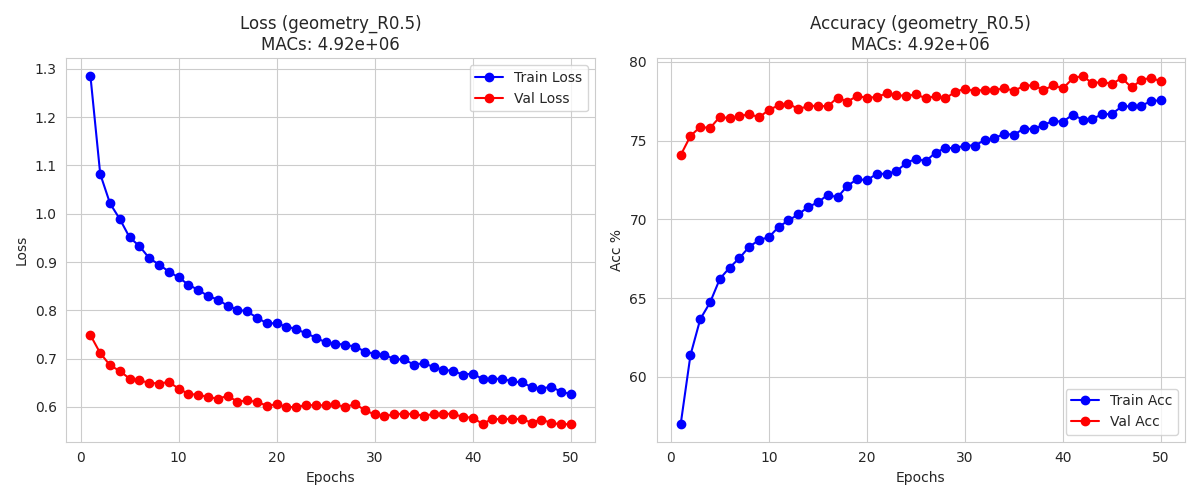 Loss (geometry_R0.5)
MACs: 4.92e+06
1.3
1.2
1.1
1.0
0.9
0.8
0.7
0.6
Loss
0
10
20
30
40
50
Epochs
Train Loss
Val Loss
Accuracy (geometry_R0.5)
MACs: 4.92e+06
80
75
70
65
60
Acc %
0
10
20
30
40
50
Epochs
Train Acc
Val Acc